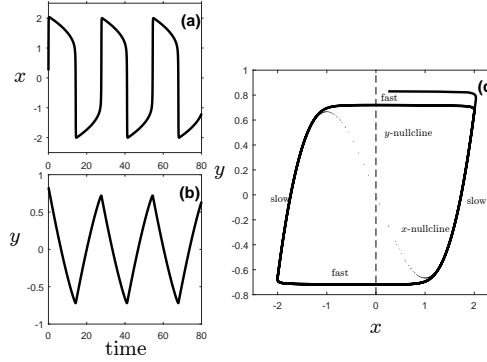 (a)
x
2
1
0
-1
-2
0
20
40
60
80
(b)
y
1
0.5
0
-0.5
-1
0
20
40
60
80
time
(c
y
0.8
0.6
0.4
0.2
0
-0.2
-0.4
-0.6
-0.8
fast
y-nullcline
slow
slow
x-nullcline
fast
-2
-1
0
1
2
x